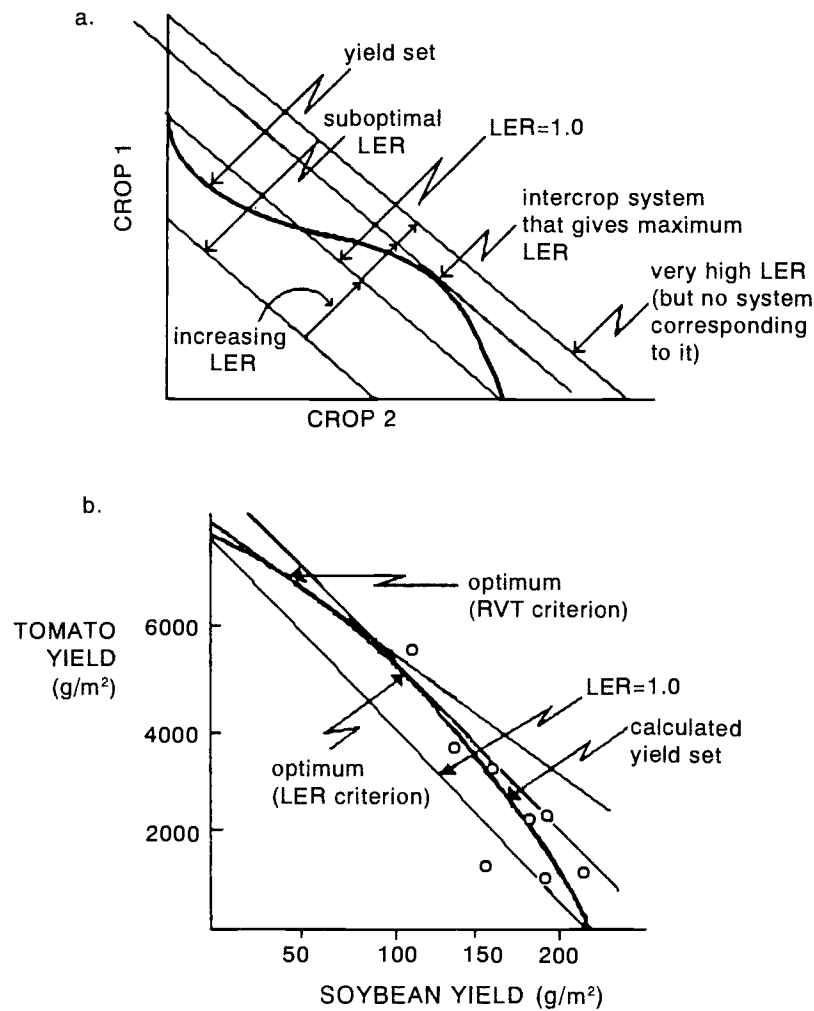 a.
yield set
suboptimal
LER
LER=1.0
CROP 1
intercrop system
that gives maximum
LER
very high LER
(but no system
corresponding
to it)
increasing
LER
CROP 2
b.
optimum
(RVT criterion)
TOMATO
YIELD
(g/m²)
6000
4000
2000
LER=1.0
calculated
yield set
optimum
(LER criterion)
50 100 150 200
SOYBEAN YIELD (g/m²)